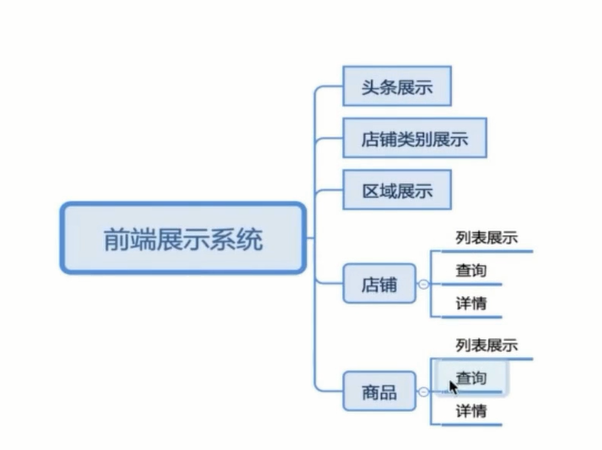 头条展示
店铺类别展示
区域展示
前端展示系统
列表展示
店铺
查询
详情
列表展示
商品
查询
详情